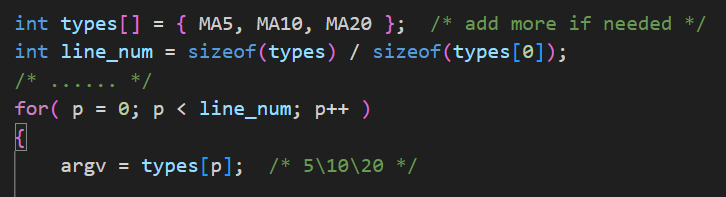 int types[] = { MA5, MA10, MA20 };  /* add more if needed */
int line_num = sizeof(types) / sizeof(types[0]);
/* ...... */
for( p = 0; p < line_num; p++ )
{
    argv = types[p];  /* 5\10\20 */